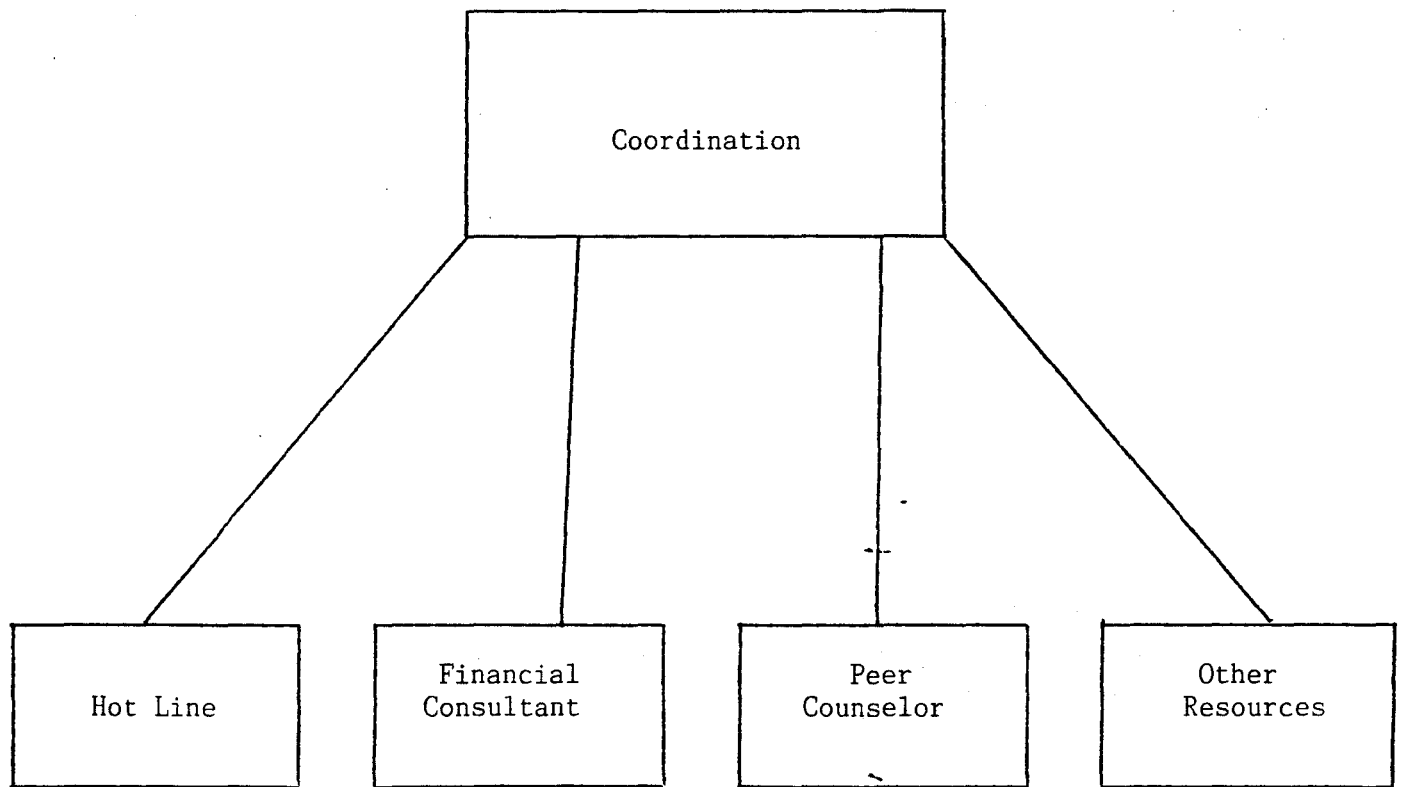 Coordination
Hot Line
Financial
Consultant
Peer
Counselor
Other
Resources